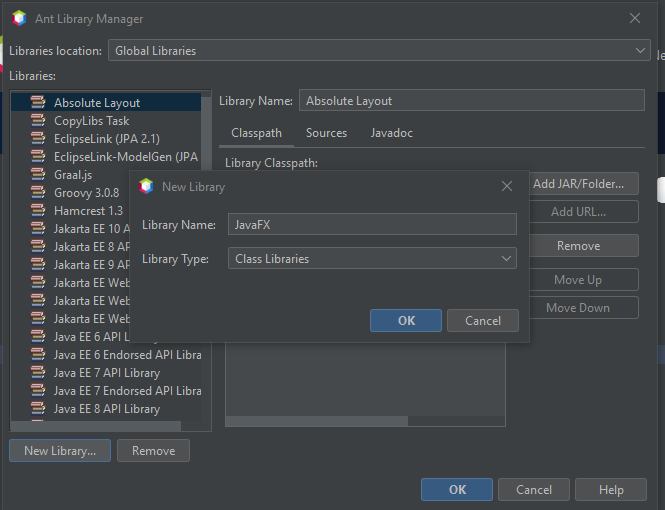 Ant Library Manager
Libraries location: Global Libraries
Libraries:
Absolute Layout
CopyLibs Task
EclipseLink (JPA 2.1)
EclipseLink-ModelGen (JPA
Graal.js
Groovy 3.0.8
Hamcrest 1.3
Jakarta EE 10 A
Jakarta EE 8 AP
Jakarta EE 9 AP
Jakarta EE Web
Jakarta EE Web
Jakarta EE Web
Java EE 6 API Library
Java EE 6 Endorsed API Libra
Java EE 7 API Library
Java EE 7 Endorsed API Libra
Java EE 8 API Library
New Library...
Remove
Library Name: Absolute Layout
Classpath Sources Javadoc
Library Classpath:
Add JAR/Folder...
Add URL...
Remove
Move Up
Move Down
New Library
Library Name: JavaFX
Library Type: Class Libraries
OK Cancel
OK Cancel Help